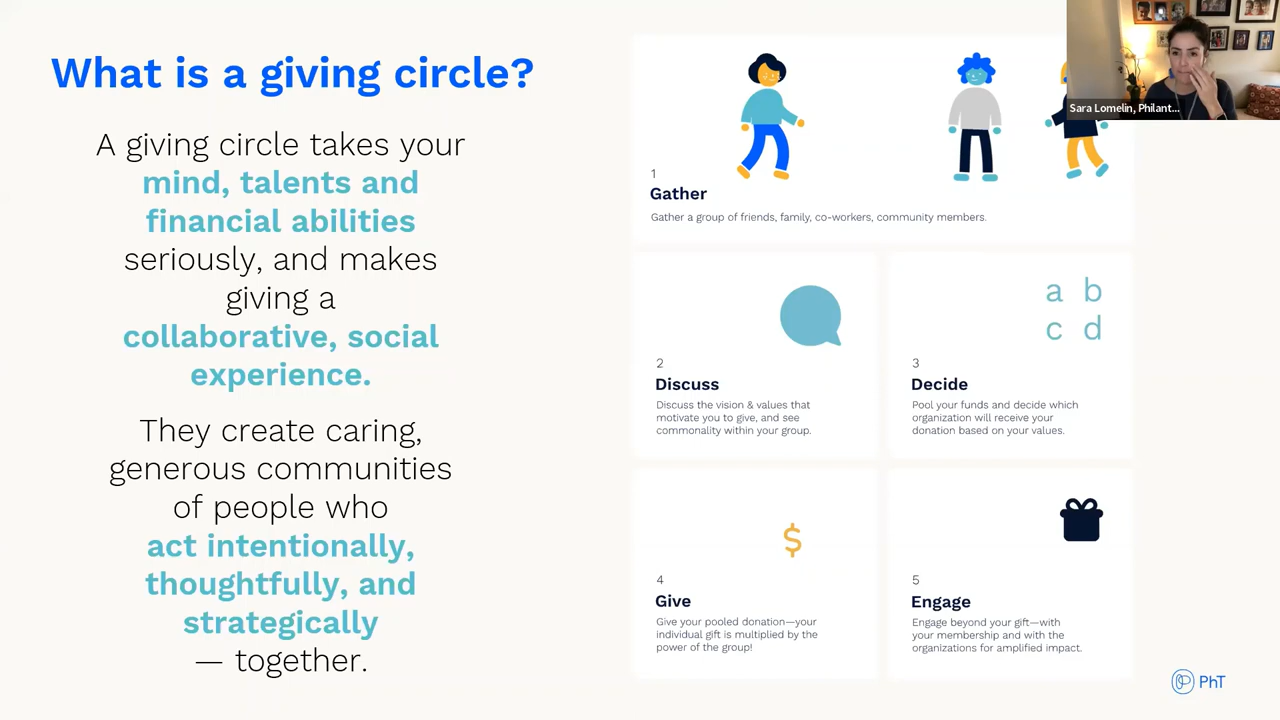 What is a giving circle?
A giving circle takes your
mind, talents and
financial abilities
seriously, and makes
giving a
collaborative, social
experience.
They create caring,
generous communities
of people who
act intentionally,
thoughtfully, and
strategically
— together.
1
Gather
Gather a group of friends, family, co-workers, community members.
2
Discuss
Discuss the vision & values that
motivate you to give, and see
commonality within your group.
a b
c d
3
Decide
Pool your funds and decide which
organization will receive your
donation based on your values.
$
4
Give
Give your pooled donation—your
individual gift is multiplied by the
power of the group!
5
Engage
Engage beyond your gift—with
your membership and with the
organizations for amplified impact.
Sara Lomelin, Philant...
PhT